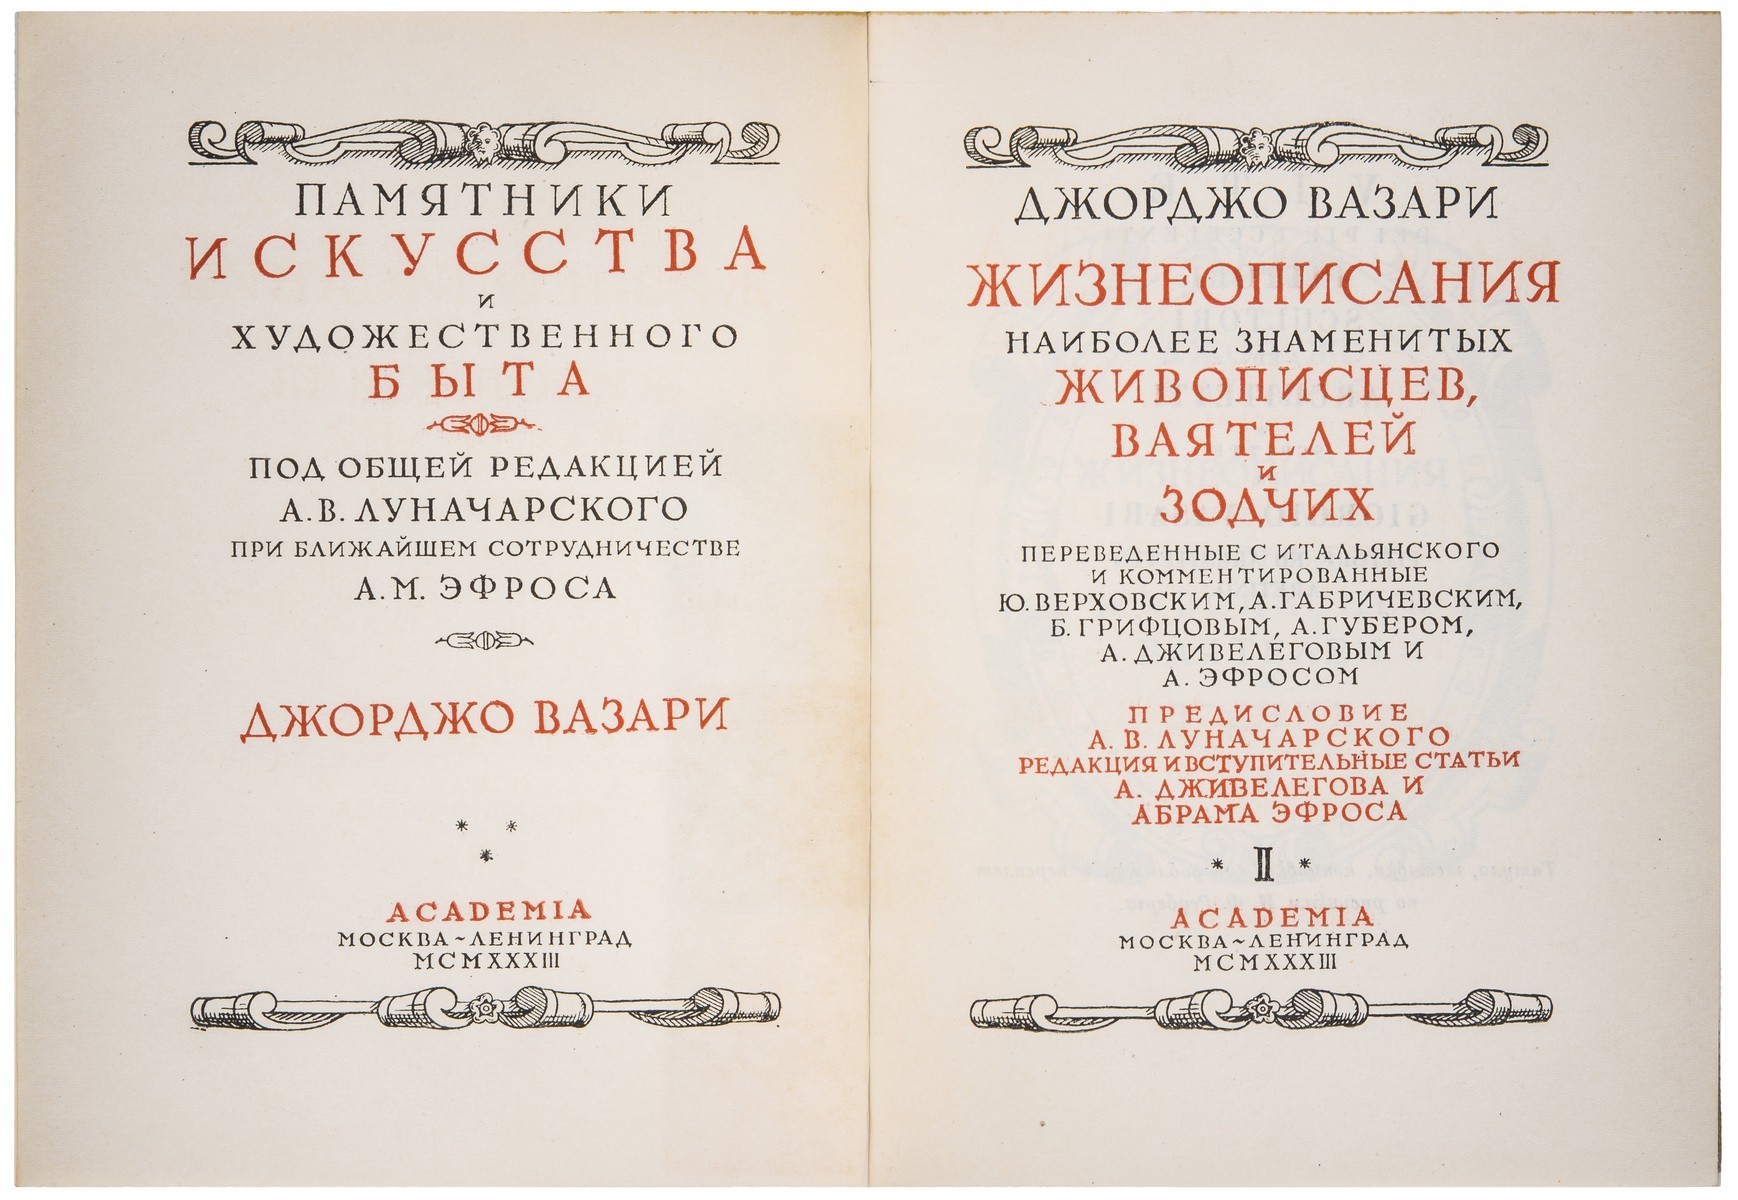 ПАМЯТНИКИ
ИСКУССТВА
И
ХУДОЖЕСТВЕННОГО
БЫТА
ПОД ОБЩЕЙ РЕДАКЦИЕЙ
А.В. ЛУНАЧАРСКОГО
ПРИ БЛИЖАЙШЕМ СОТРУДНИЧЕСТВЕ
А.М. ЭФРОСА
ДЖОРДЖО ВАЗАРИ
* *
*
ACADEMIA
МОСКВА~ЛЕНИНГРАД
MCMXXXIII
ДЖОРДЖО ВАЗАРИ
ЖИЗНЕОПИСАНИЯ
НАИБОЛЕЕ ЗНАМЕНИТЫХ
ЖИВОПИСЦЕВ,
ВАЯТЕЛЕЙ
И
ЗОДЧИХ
ПЕРЕВЕДЕННЫЕ С ИТАЛЬЯНСКОГО
И КОММЕНТИРОВАННЫЕ
Ю. ВЕРХОВСКИМ, А. ГАБРИЧЕВСКИМ,
Б. ГРИФЦОВЫМ, А. ГУБЕРОМ,
А. ДЖИВЕЛЕГОВЫМ И
А. ЭФРОСОМ
ПРЕДИСЛОВИЕ
А. В. ЛУНАЧАРСКОГО
РЕДАКЦИЯ И ВСТУПИТЕЛЬНЫЕ СТАТЬИ
А. ДЖИВЕЛЕГОВА И
АБРАМА ЭФРОСА
* II *
ACADEMIA
МОСКВА~ЛЕНИНГРАД
MCMXXXIII